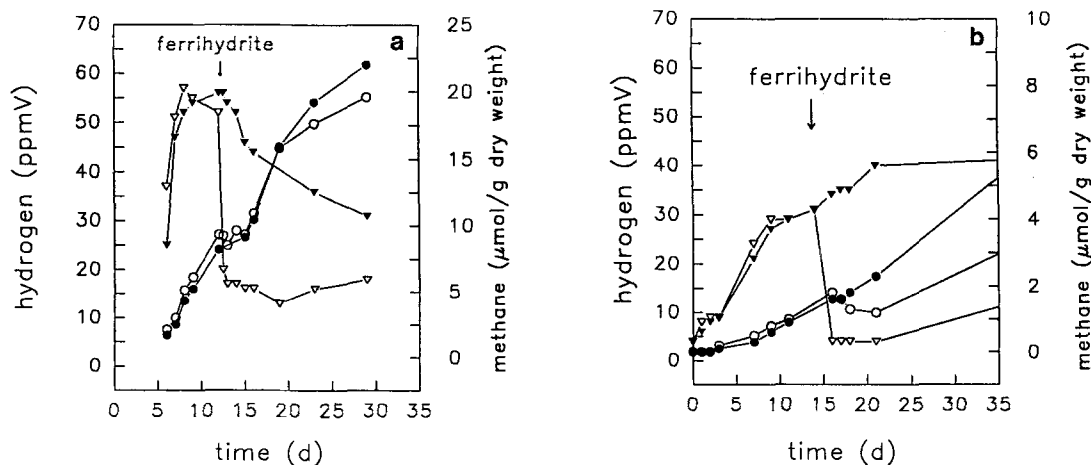 a
ferrihydrite
hydrogen (ppmV)
70
60
50
40
30
20
10
0
methane (μmol/g dry weight)
25
20
15
10
5
0
0 5 10 15 20 25 30 35
time (d)
b
ferrihydrite
hydrogen (ppmV)
70
60
50
40
30
20
10
0
methane (μmol/g dry weight)
10
8
6
4
2
0
0 5 10 15 20 25 30 35
time (d)